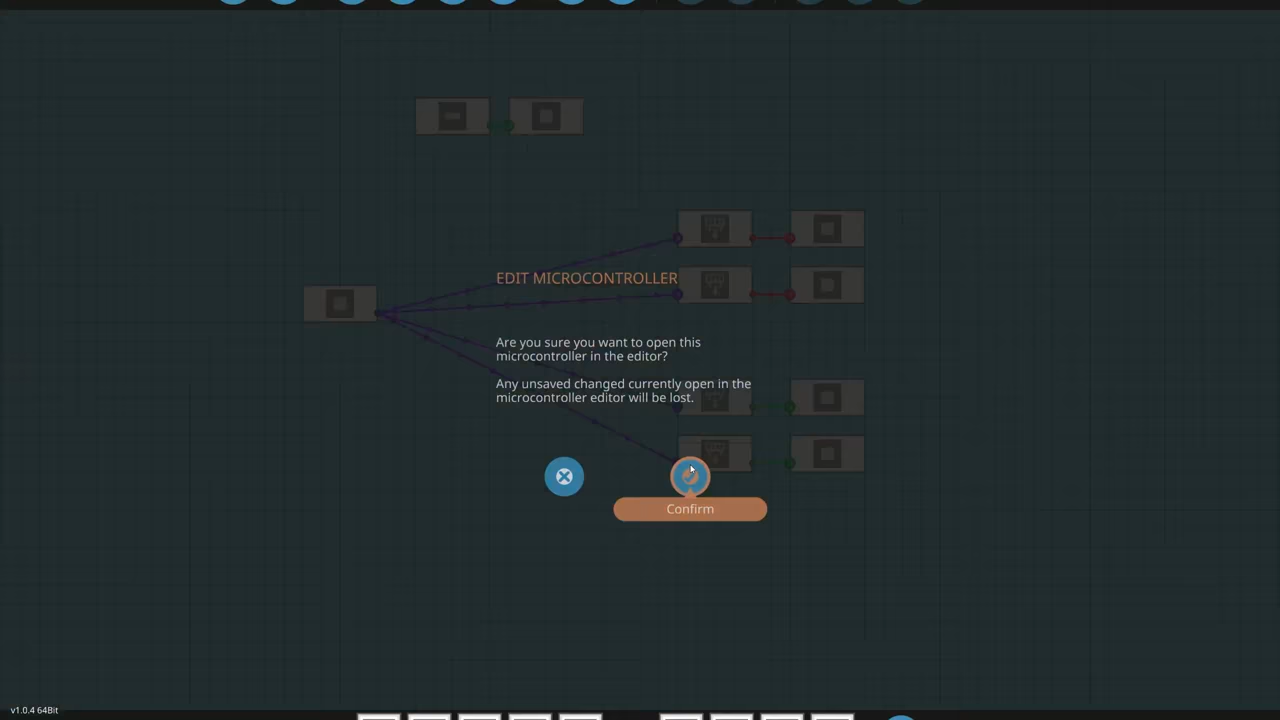 EDIT MICROCONTROLLER
Are you sure you want to open this
microcontroller in the editor?
Any unsaved changed currently open in the
microcontroller editor will be lost.
Confirm
v1.0.4 64Bit